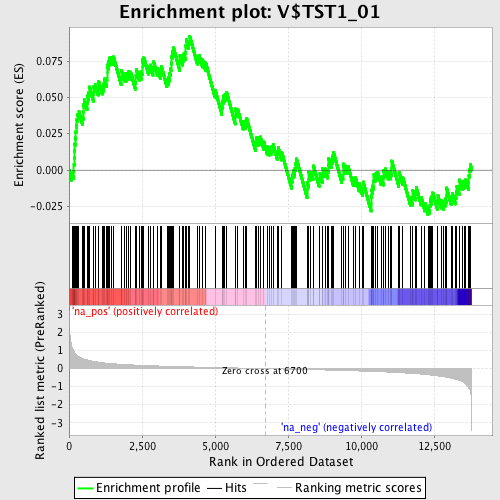 Enrichment plot: V$TST1_01
Enrichment score (ES)
0.075
0.050
0.025
0.000
-0.025
'na_pos' (positively correlated)
Ranked list metric (PreRanked)
3
2
1
0
-1
-2
-3
Zero cross at 6700
'na_neg' (negatively correlated)
0
2,500
5,000
7,500
10,000
12,500
Rank in Ordered Dataset
Enrichment profile
Hits
Ranking metric scores